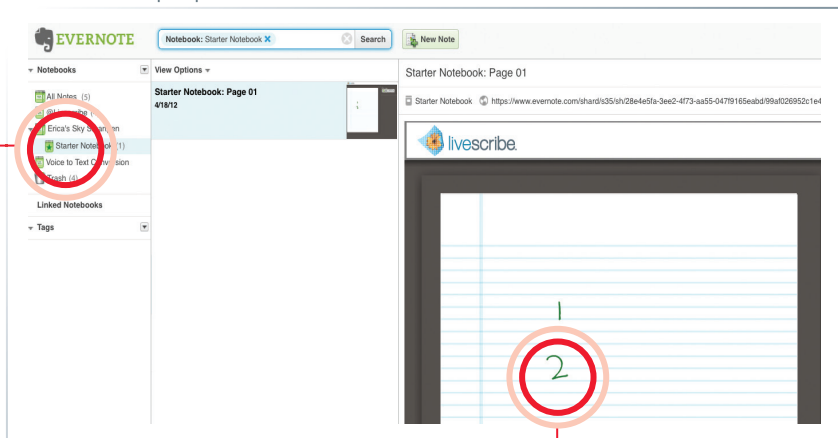 EVERNOTE
Notebook: Starter Notebook
Search
New Note
Notebooks
View Options
Starter Notebook: Page 01
4/18/12
Starter Notebook: Page 01
All Notes (5)
Erica's Sky
Starter Notebook (1)
Voice to Text Conversion
Trash (4)
Linked Notebooks
Tags
Starter Notebook https://www.evernote.com/shard/s35/sh/28e4e5fa-3ee2-4f73-aa55-047f9165eabd/99af026952c1e4
livescribe
1
2